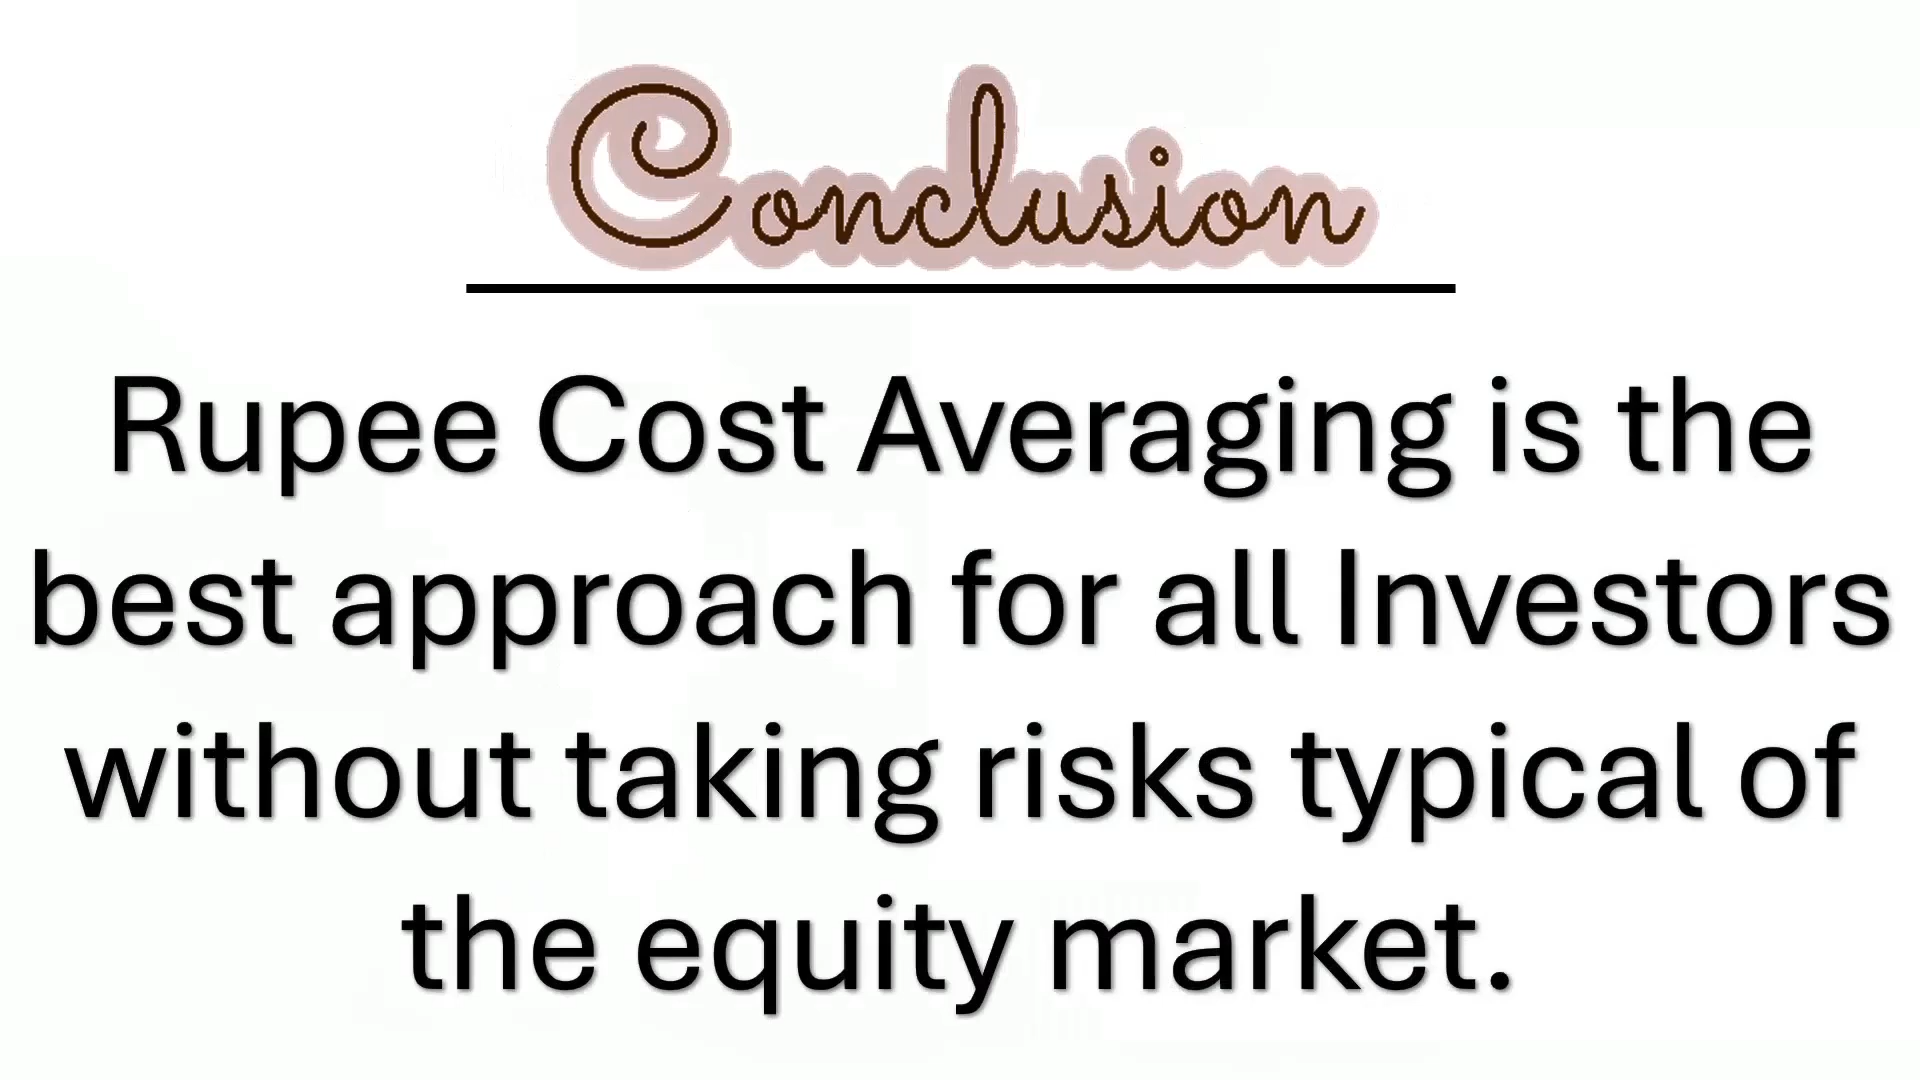 Conclusion
Rupee Cost Averaging is the
best approach for all Investors
without taking risks typical of
the equity market.